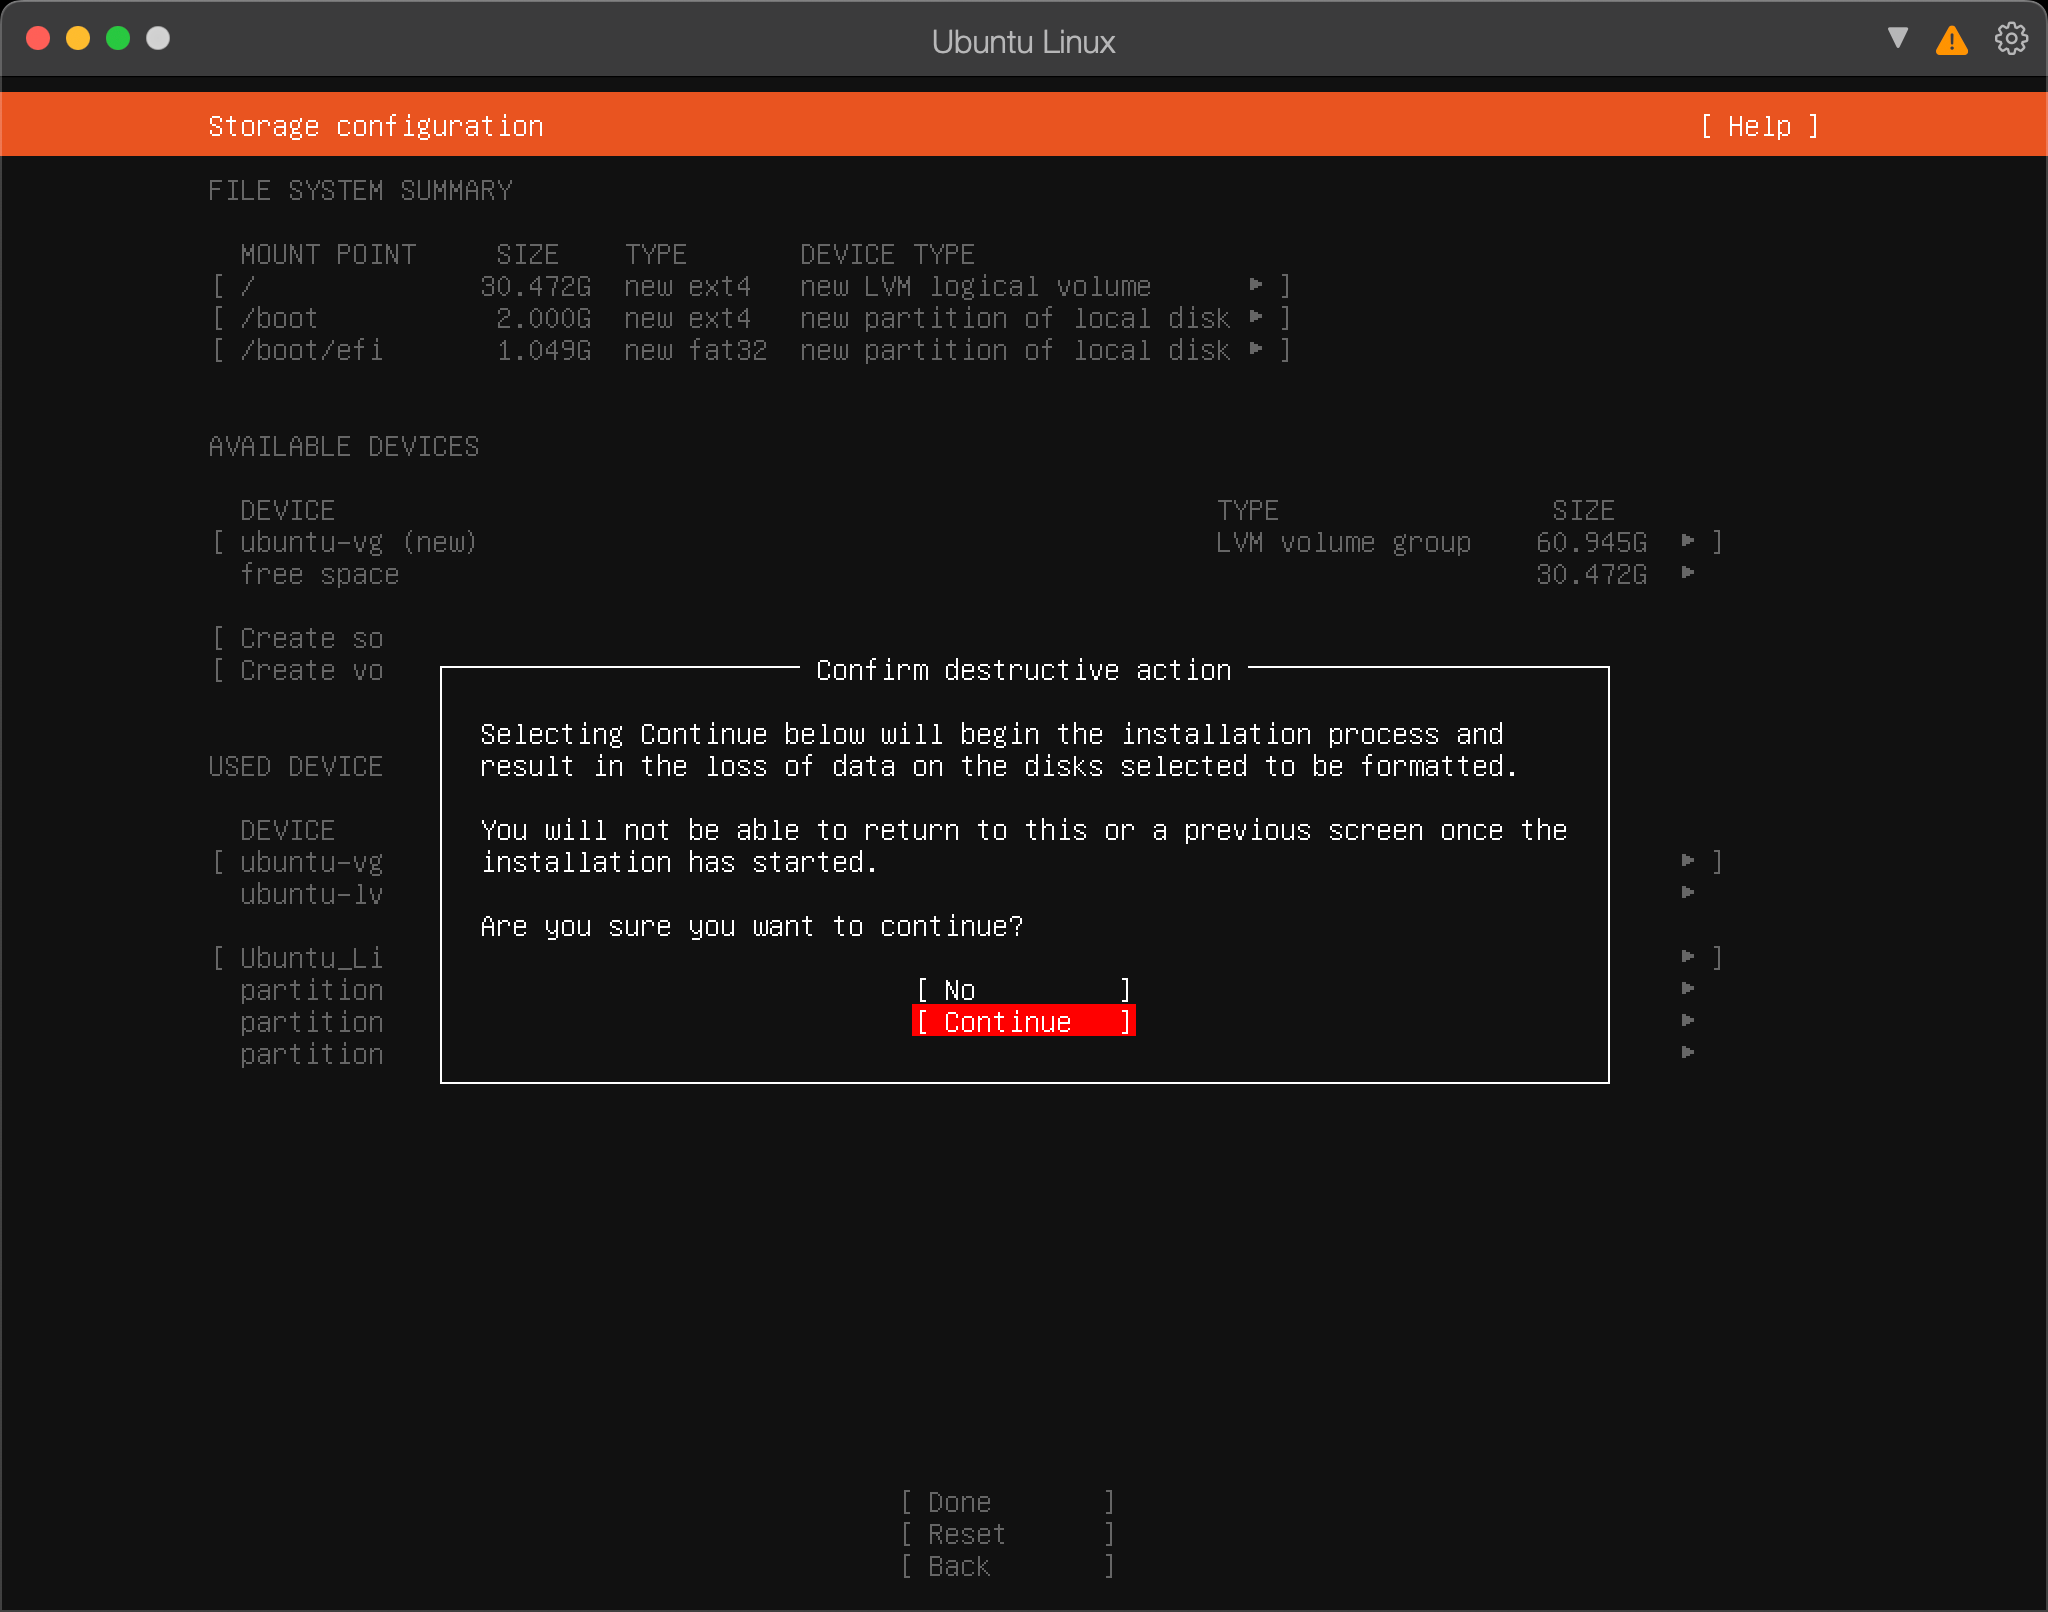 Ubuntu Linux
Storage configuration [ Help ]
FILE SYSTEM SUMMARY
MOUNT POINT SIZE TYPE DEVICE TYPE
[ / 30.472G new ext4 new LVM logical volume ▸ ]
[ /boot 2.000G new ext4 new partition of local disk ▸ ]
[ /boot/efi 1.049G new fat32 new partition of local disk ▸ ]
AVAILABLE DEVICES
DEVICE TYPE SIZE
[ ubuntu-vg (new) LVM volume group 60.945G ▸ ]
free space 30.472G ▸
[ Create so
[ Create vo
Confirm destructive action
Selecting Continue below will begin the installation process and
result in the loss of data on the disks selected to be formatted.
You will not be able to return to this or a previous screen once the
installation has started.
Are you sure you want to continue?
[ No ]
[ Continue ]
USED DEVICE
DEVICE
[ ubuntu-vg ▸ ]
ubuntu-lv ▸
[ Ubuntu_Li ▸ ]
partition ▸
partition ▸
partition ▸
[ Done ]
[ Reset ]
[ Back ]